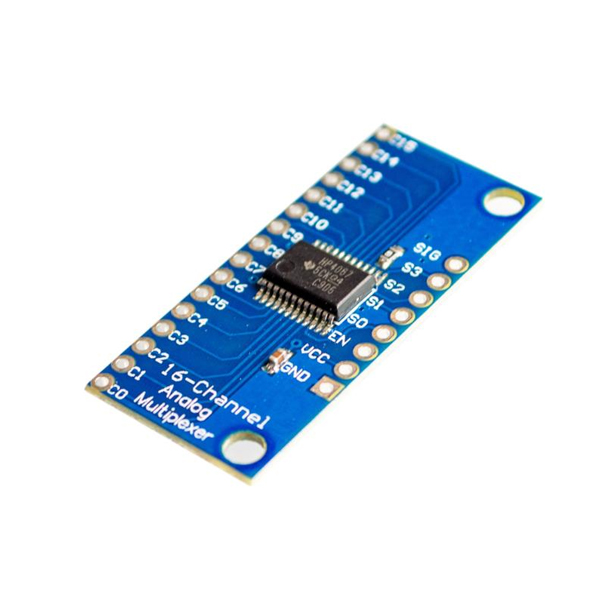 C15
C14
C13
C12
C11
C10
C9
C8
C7
C6
C5
C4
C3
C2
C1
C0
HP4067
C9D6
SIG
S3
S2
S1
S0
EN
VCC
GND
16-Channel
Analog
Multiplexer